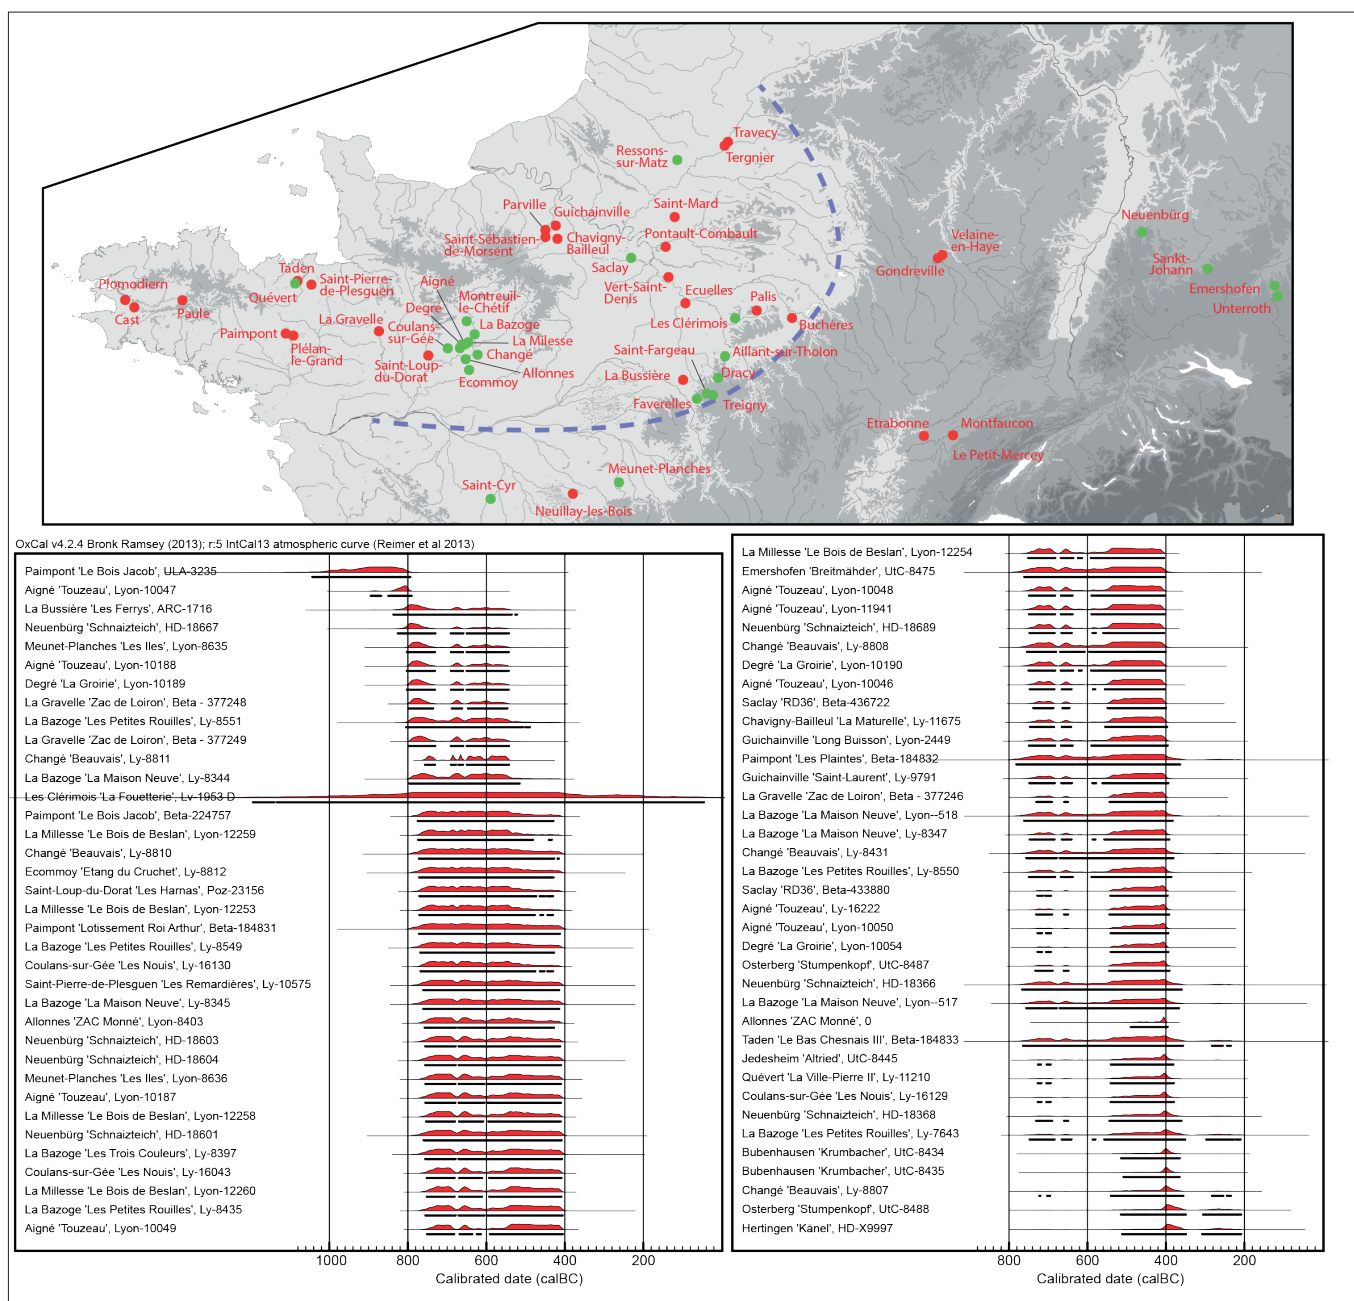 Travecy
Tergnier
Ressons-
sur-Matz
Parville
Guichainville
Saint-Mard
Saint-Sébastien-
de-Morsent
Chavigny-
Bailleul
Pontault-Combault
Saclay
Neuenbürg
Velaine-
en-Haye
Gondreville
Sankt-
Johann
Emershofen
Unterroth
Taden
Saint-Pierre-
de-Plesguen
Quévert
Aigné
Montreuil-
le-Chétif
Vert-Saint-
Denis
Ecuelles
Palis
Plomodiern
Cast
Paule
Degré
La Bazoge
Les Clérimois
Buchères
Paimpont
Plélan-
le-Grand
La Gravelle
Coulans-
sur-Gée
La Milesse
Changé
Saint-Fargeau
Aillant-sur-Tholon
Saint-Loup-
du-Dorat
Allonnes
Ecommoy
La Bussière
Dracy
Faverelles
Treigny
Etrabonne
Montfaucon
Le Petit-Mercey
Meunet-Planches
Saint-Cyr
Neuillay-les-Bois
OxCal v4.2.4 Bronk Ramsey (2013); r:5 IntCal13 atmospheric curve (Reimer et al 2013)
Paimpont 'Le Bois Jacob', ULA-3235
Aigné 'Touzeau', Lyon-10047
La Bussière 'Les Ferrys', ARC-1716
Neuenbürg 'Schnaizteich', HD-18667
Meunet-Planches 'Les Iles', Lyon-8635
Aigné 'Touzeau', Lyon-10188
Degré 'La Groirie', Lyon-10189
La Gravelle 'Zac de Loiron', Beta - 377248
La Bazoge 'Les Petites Rouilles', Ly-8551
La Gravelle 'Zac de Loiron', Beta - 377249
Changé 'Beauvais', Ly-8811
La Bazoge 'La Maison Neuve', Ly-8344
Les Clérimois 'La Fouetterie', Lv-1953 D
Paimpont 'Le Bois Jacob', Beta-224757
La Millesse 'Le Bois de Beslan', Lyon-12259
Changé 'Beauvais', Ly-8810
Ecommoy 'Etang du Cruchet', Ly-8812
Saint-Loup-du-Dorat 'Les Harnas', Poz-23156
La Millesse 'Le Bois de Beslan', Lyon-12253
Paimpont 'Lotissement Roi Arthur', Beta-184831
La Bazoge 'Les Petites Rouilles', Ly-8549
Coulans-sur-Gée 'Les Nouis', Ly-16130
Saint-Pierre-de-Plesguen 'Les Remardières', Ly-10575
La Bazoge 'La Maison Neuve', Ly-8345
Allonnes 'ZAC Monné', Lyon-8403
Neuenbürg 'Schnaizteich', HD-18603
Neuenbürg 'Schnaizteich', HD-18604
Meunet-Planches 'Les Iles', Lyon-8636
Aigné 'Touzeau', Lyon-10187
La Millesse 'Le Bois de Beslan', Lyon-12258
Neuenbürg 'Schnaizteich', HD-18601
La Bazoge 'Les Trois Couleurs', Ly-8397
Coulans-sur-Gée 'Les Nouis', Ly-16043
La Millesse 'Le Bois de Beslan', Lyon-12260
La Bazoge 'Les Petites Rouilles', Ly-8435
Aigné 'Touzeau', Lyon-10049
1000 800 600 400 200
Calibrated date (calBC)
La Millesse 'Le Bois de Beslan', Lyon-12254
Emershofen 'Breitmähder', UtC-8475
Aigné 'Touzeau', Lyon-10048
Aigné 'Touzeau', Lyon-11941
Neuenbürg 'Schnaizteich', HD-18689
Changé 'Beauvais', Ly-8808
Degré 'La Groirie', Lyon-10190
Aigné 'Touzeau', Lyon-10046
Saclay 'RD36', Beta-436722
Chavigny-Bailleul 'La Maturelle', Ly-11675
Guichainville 'Long Buisson', Lyon-2449
Paimpont 'Les Plaintes', Beta-184832
Guichainville 'Saint-Laurent', Ly-9791
La Gravelle 'Zac de Loiron', Beta - 377246
La Bazoge 'La Maison Neuve', Lyon--518
La Bazoge 'La Maison Neuve', Ly-8347
Changé 'Beauvais', Ly-8431
La Bazoge 'Les Petites Rouilles', Ly-8550
Saclay 'RD36', Beta-433880
Aigné 'Touzeau', Ly-16222
Aigné 'Touzeau', Lyon-10050
Degré 'La Groirie', Lyon-10054
Osterberg 'Stumpenkopf', UtC-8487
Neuenbürg 'Schnaizteich', HD-18366
La Bazoge 'La Maison Neuve', Lyon--517
Allonnes 'ZAC Monné', 0
Taden 'Le Bas Chesnais III', Beta-184833
Jedesheim 'Altried', UtC-8445
Quévert 'La Ville-Pierre II', Ly-11210
Coulans-sur-Gée 'Les Nouis', Ly-16129
Neuenbürg 'Schnaizteich', HD-18368
La Bazoge 'Les Petites Rouilles', Ly-7643
Bubenhausen 'Krumbacher', UtC-8434
Bubenhausen 'Krumbacher', UtC-8435
Changé 'Beauvais', Ly-8807
Osterberg 'Stumpenkopf', UtC-8488
Hertingen 'Känel', HD-X9997
800 600 400 200
Calibrated date (calBC)